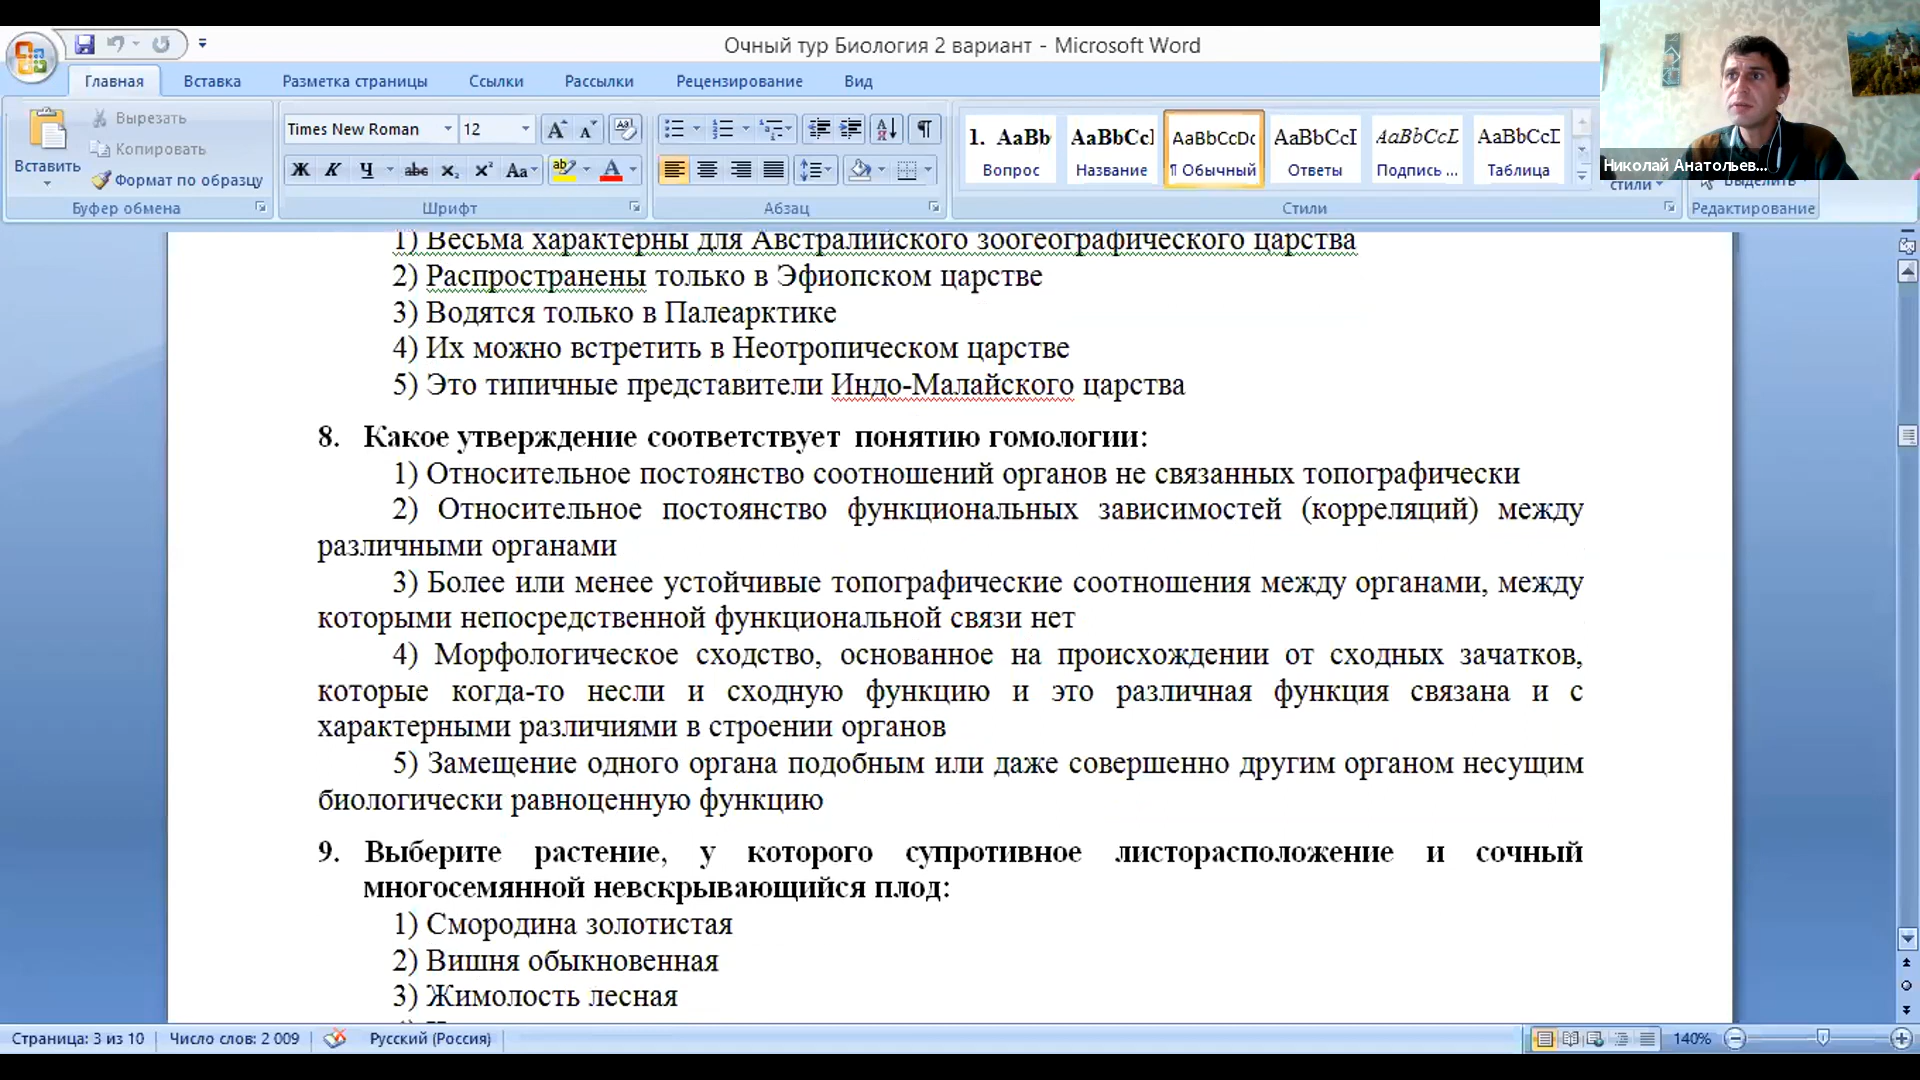 Очный тур Биология 2 вариант - Microsoft Word
Главная Вставка Разметка страницы Ссылки Рассылки Рецензирование Вид
Вставить
Вырезать
Копировать
Формат по образцу
Буфер обмена
Times New Roman 12
Ж К Ч abc x₂ x² Aa
Шрифт
Абзац
1. AaBb AaBbCcI AaBbCcDc AaBbCcI AaBbCcL AaBbCcI
Вопрос Название ¶ Обычный Ответы Подпись ... Таблица
Стили
стили
Выделить
Редактирование
Николай Анатольев...
1) Весьма характерны для Австралийского зоогеографического царства
2) Распространены только в Эфиопском царстве
3) Водятся только в Палеарктике
4) Их можно встретить в Неотропическом царстве
5) Это типичные представители Индо-Малайского царства
8. Какое утверждение соответствует понятию гомологии:
1) Относительное постоянство соотношений органов не связанных топографически
2) Относительное постоянство функциональных зависимостей (корреляций) между
различными органами
3) Более или менее устойчивые топографические соотношения между органами, между
которыми непосредственной функциональной связи нет
4) Морфологическое сходство, основанное на происхождении от сходных зачатков,
которые когда-то несли и сходную функцию и это различная функция связана и с
характерными различиями в строении органов
5) Замещение одного органа подобным или даже совершенно другим органом несущим
биологически равноценную функцию
9. Выберите растение, у которого супротивное листорасположение и сочный
многосемянной невскрывающийся плод:
1) Смородина золотистая
2) Вишня обыкновенная
3) Жимолость лесная
Страница: 3 из 10 Число слов: 2 009 Русский (Россия) 140%